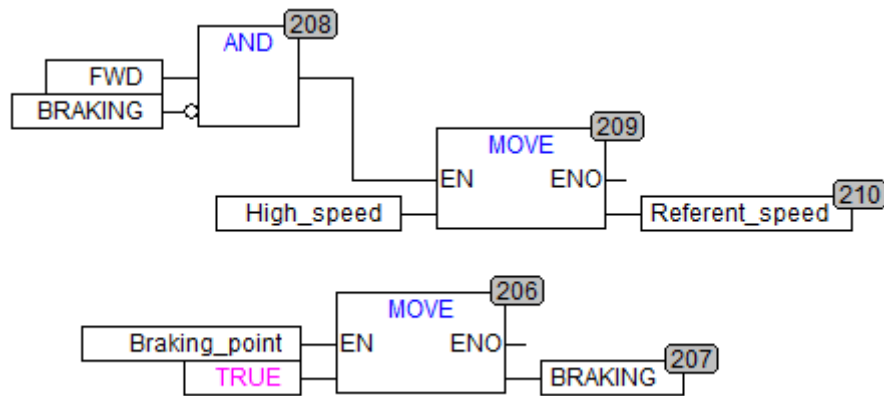 208
AND
FWD
BRAKING
209
MOVE
EN ENO
210
High_speed Referent_speed
206
MOVE
Braking_point EN ENO
207
TRUE BRAKING